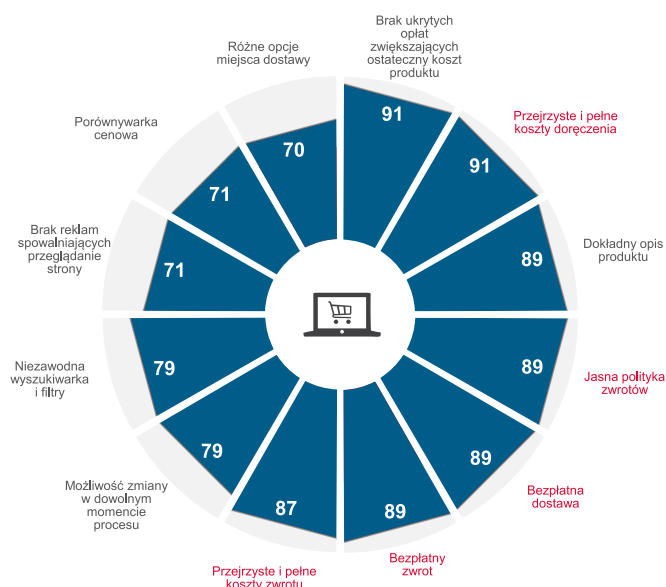 Brak ukrytych
opłat
zwiększających
ostateczny koszt
produktu
91
Przejrzyste i pełne
koszty doręczenia
91
Dokładny opis
produktu
89
Jasna polityka
zwrotów
89
Bezpłatna
dostawa
89
Bezpłatny
zwrot
89
Przejrzyste i pełne
koszty zwrotu
87
Możliwość zmiany
w dowolnym
momencie
procesu
79
Niezawodna
wyszukiwarka
i filtry
79
Brak reklam
spowalniających
przeglądanie
strony
71
Porównywarka
cenowa
71
Różne opcje
miejsca dostawy
70